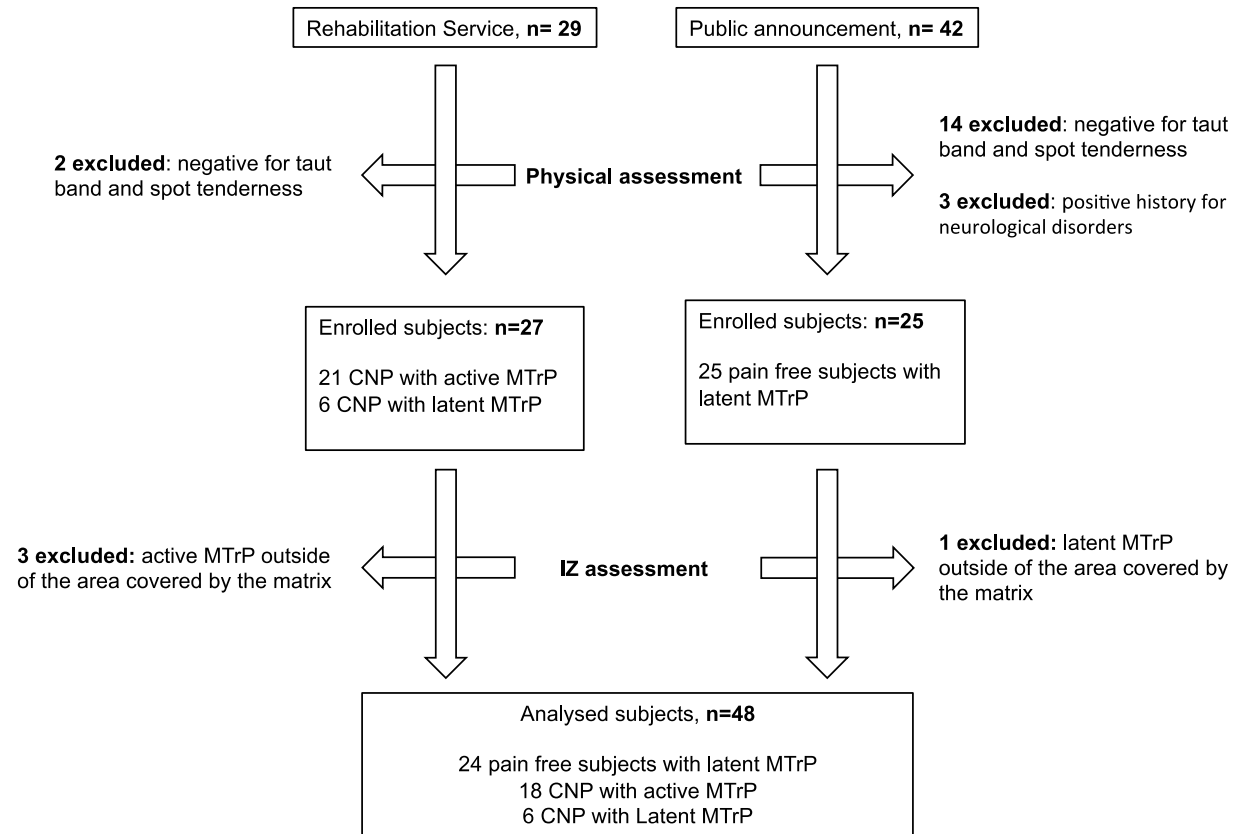 Rehabilitation Service, n= 29
Public announcement, n= 42
2 excluded: negative for taut
band and spot tenderness
Physical assessment
14 excluded: negative for taut
band and spot tenderness
3 excluded: positive history for
neurological disorders
Enrolled subjects: n=27
21 CNP with active MTrP
6 CNP with latent MTrP
Enrolled subjects: n=25
25 pain free subjects with
latent MTrP
3 excluded: active MTrP outside
of the area covered by the matrix
IZ assessment
1 excluded: latent MTrP
outside of the area covered by
the matrix
Analysed subjects, n=48
24 pain free subjects with latent MTrP
18 CNP with active MTrP
6 CNP with Latent MTrP